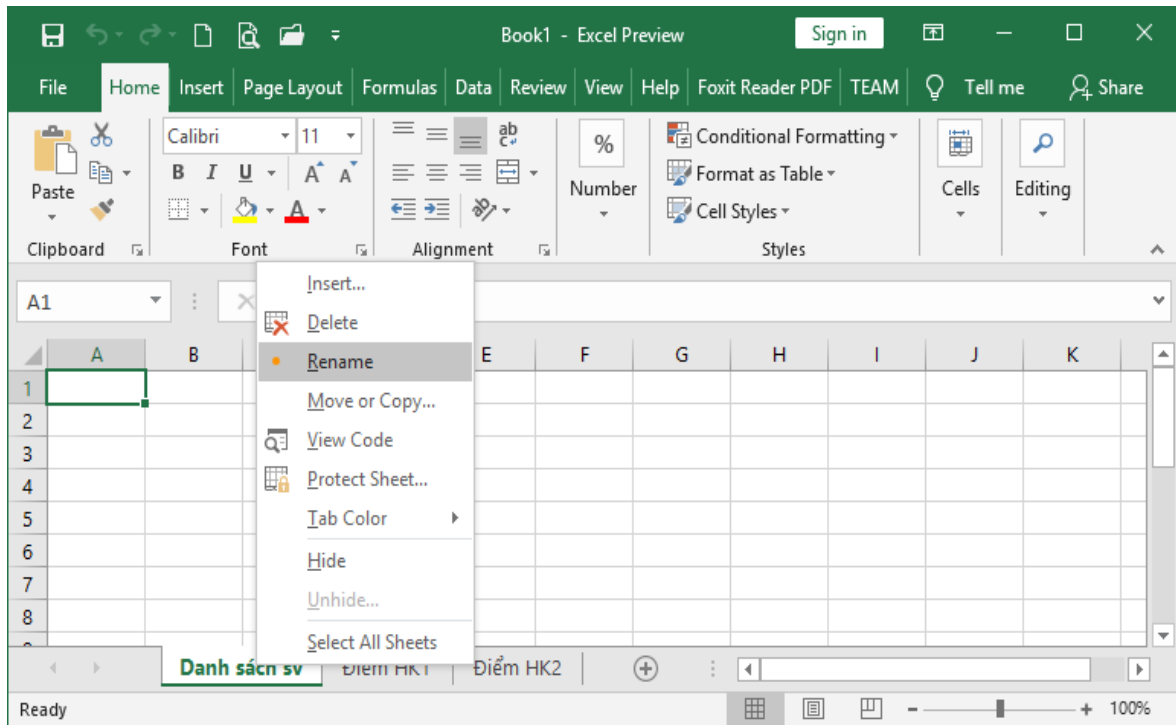 Book1 - Excel Preview Sign in
File Home Insert Page Layout Formulas Data Review View Help Foxit Reader PDF TEAM Tell me Share
Calibri 11 ab
B I U A A A
Paste
% Number
Conditional Formatting
Format as Table
Cell Styles
Cells
Editing
Clipboard Font Alignment Styles
A1
A B E F G H I J K
1
2
3
4
5
6
7
8
Insert...
Delete
Rename
Move or Copy...
View Code
Protect Sheet...
Tab Color
Hide
Unhide...
Select All Sheets
Danh sách sv Điểm HK1 Điểm HK2
Ready 100%